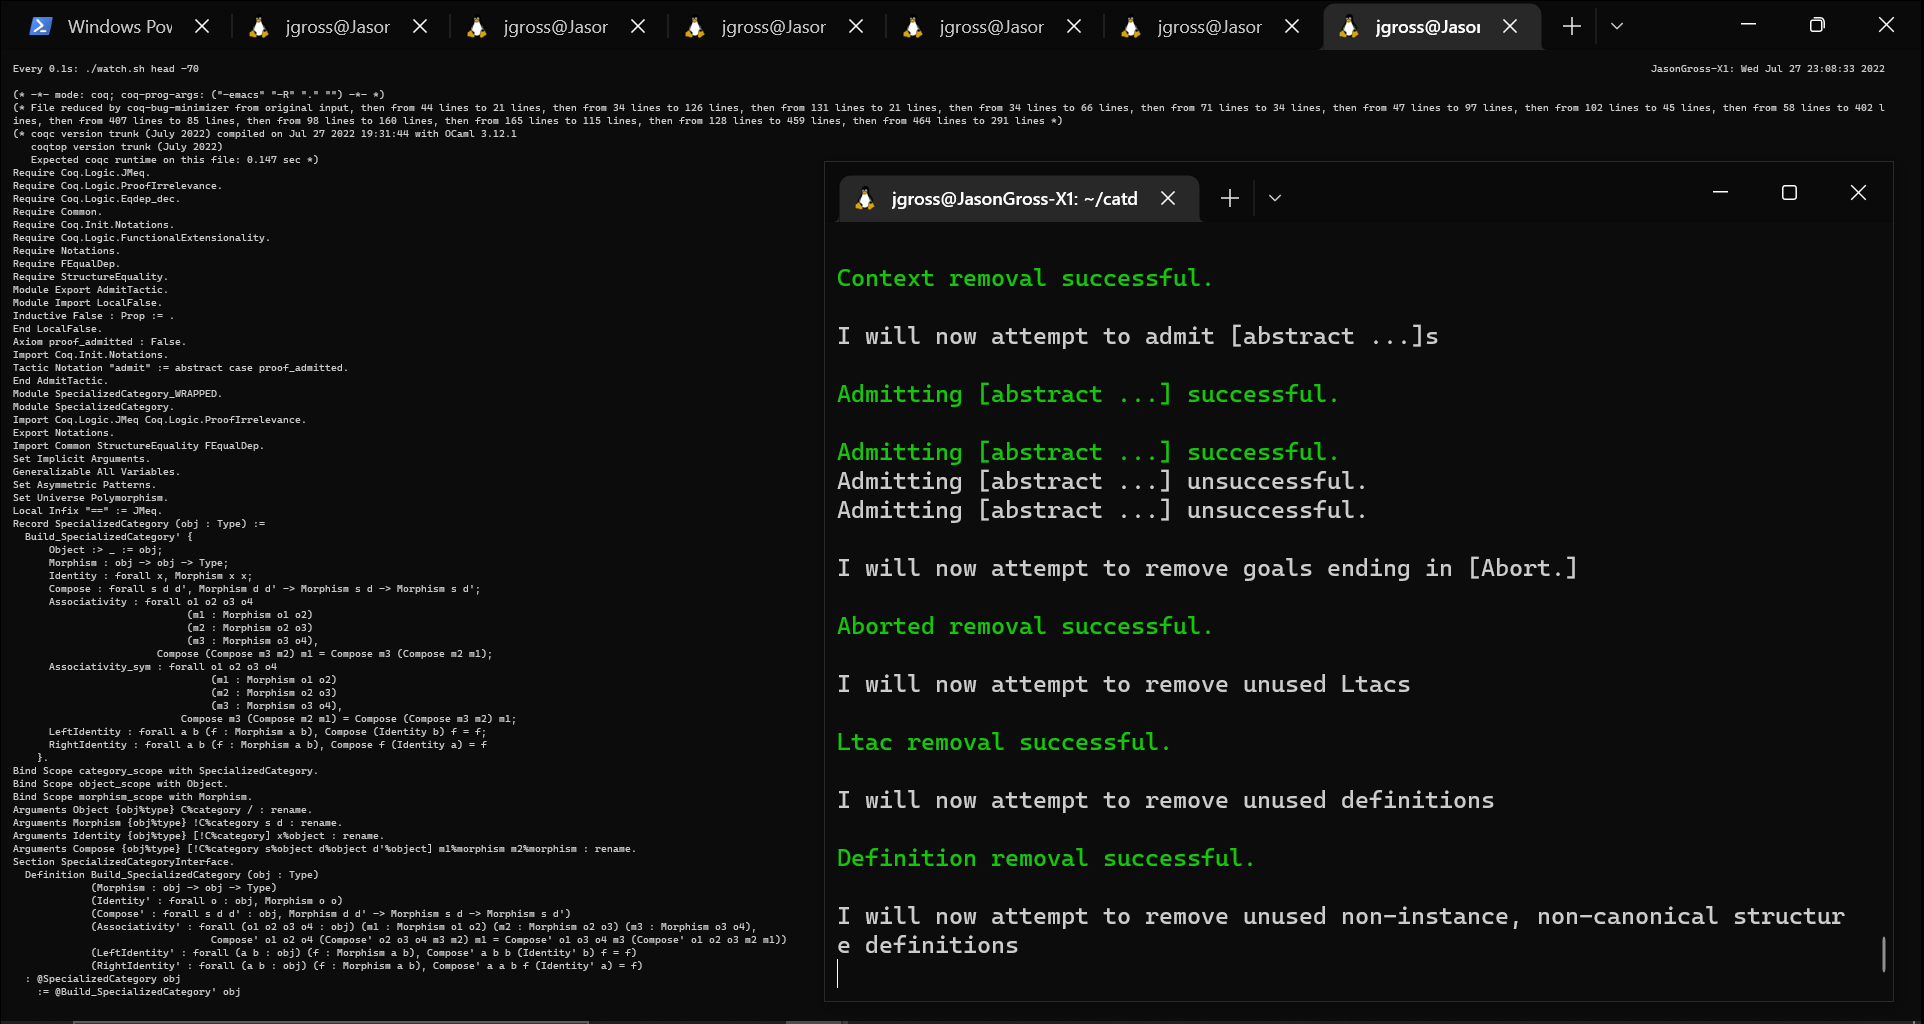 Windows Pow
jgross@Jasor
jgross@Jasor
jgross@Jasor
jgross@Jasor
jgross@Jasor
jgross@Jasor
Every 0.1s: ./watch.sh head -70
JasonGross-X1: Wed Jul 27 23:08:33 2022
(* -*- mode: coq; coq-prog-args: ("-emacs" "-R" "." "") -*- *)
(* File reduced by coq-bug-minimizer from original input, then from 44 lines to 21 lines, then from 34 lines to 126 lines, then from 131 lines to 21 lines, then from 34 lines to 66 lines, then from 71 lines to 34 lines, then from 47 lines to 97 lines, then from 102 lines to 45 lines, then from 58 lines to 402 l
ines, then from 407 lines to 85 lines, then from 98 lines to 160 lines, then from 165 lines to 115 lines, then from 128 lines to 459 lines, then from 464 lines to 291 lines *)
(* coqc version trunk (July 2022) compiled on Jul 27 2022 19:31:44 with OCaml 3.12.1
coqtop version trunk (July 2022)
Expected coqc runtime on this file: 0.147 sec *)
Require Coq.Logic.JMeq.
Require Coq.Logic.ProofIrrelevance.
Require Coq.Logic.Eqdep_dec.
Require Common.
Require Coq.Init.Notations.
Require Coq.Logic.FunctionalExtensionality.
Require Notations.
Require FEqualDep.
Require StructureEquality.
Module Export AdmitTactic.
Module Import LocalFalse.
Inductive False : Prop := .
End LocalFalse.
Axiom proof_admitted : False.
Import Coq.Init.Notations.
Tactic Notation "admit" := abstract case proof_admitted.
End AdmitTactic.
Module SpecializedCategory_WRAPPED.
Module SpecializedCategory.
Import Coq.Logic.JMeq Coq.Logic.ProofIrrelevance.
Export Notations.
Import Common StructureEquality FEqualDep.
Set Implicit Arguments.
Generalizable All Variables.
Set Asymmetric Patterns.
Set Universe Polymorphism.
Local Infix "==" := JMeq.
Record SpecializedCategory (obj : Type) :=
Build_SpecializedCategory' {
Object :> _ := obj;
Morphism : obj -> obj -> Type;
Identity : forall x, Morphism x x;
Compose : forall s d d', Morphism d d' -> Morphism s d -> Morphism s d';
Associativity : forall o1 o2 o3 o4
(m1 : Morphism o1 o2)
(m2 : Morphism o2 o3)
(m3 : Morphism o3 o4),
Compose (Compose m3 m2) m1 = Compose m3 (Compose m2 m1);
Associativity_sym : forall o1 o2 o3 o4
(m1 : Morphism o1 o2)
(m2 : Morphism o2 o3)
(m3 : Morphism o3 o4),
Compose m3 (Compose m2 m1) = Compose (Compose m3 m2) m1;
LeftIdentity : forall a b (f : Morphism a b), Compose (Identity b) f = f;
RightIdentity : forall a b (f : Morphism a b), Compose f (Identity a) = f
}.
Bind Scope category_scope with SpecializedCategory.
Bind Scope object_scope with Object.
Bind Scope morphism_scope with Morphism.
Arguments Object {obj%type} C%category / : rename.
Arguments Morphism {obj%type} !C%category s d : rename.
Arguments Identity {obj%type} [!C%category] x%object : rename.
Arguments Compose {obj%type} [!C%category s%object d%object d'%object] m1%morphism m2%morphism : rename.
Section SpecializedCategoryInterface.
Definition Build_SpecializedCategory (obj : Type)
(Morphism : obj -> obj -> Type)
(Identity' : forall o : obj, Morphism o o)
(Compose' : forall s d d' : obj, Morphism d d' -> Morphism s d -> Morphism s d')
(Associativity' : forall (o1 o2 o3 o4 : obj) (m1 : Morphism o1 o2) (m2 : Morphism o2 o3) (m3 : Morphism o3 o4),
Compose' o1 o2 o4 (Compose' o2 o3 o4 m3 m2) m1 = Compose' o1 o3 o4 m3 (Compose' o1 o2 o3 m2 m1))
(LeftIdentity' : forall (a b : obj) (f : Morphism a b), Compose' a b b (Identity' b) f = f)
(RightIdentity' : forall (a b : obj) (f : Morphism a b), Compose' a a b f (Identity' a) = f)
: @SpecializedCategory obj
:= @Build_SpecializedCategory' obj
jgross@JasonGross-X1: ~/catd
Context removal successful.
I will now attempt to admit [abstract ...]s
Admitting [abstract ...] successful.
Admitting [abstract ...] successful.
Admitting [abstract ...] unsuccessful.
Admitting [abstract ...] unsuccessful.
I will now attempt to remove goals ending in [Abort.]
Aborted removal successful.
I will now attempt to remove unused Ltacs
Ltac removal successful.
I will now attempt to remove unused definitions
Definition removal successful.
I will now attempt to remove unused non-instance, non-canonical structur
e definitions